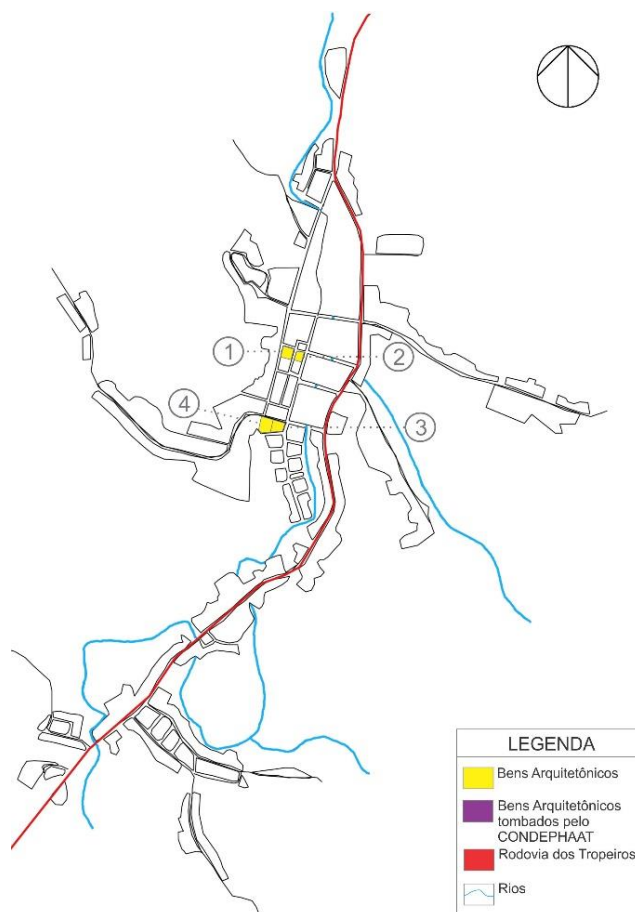 1
2
4
3
LEGENDA
Bens Arquitetônicos
Bens Arquitetônicos
tombados pelo
CONDEPHAAT
Rodovia dos Tropeiros
Rios